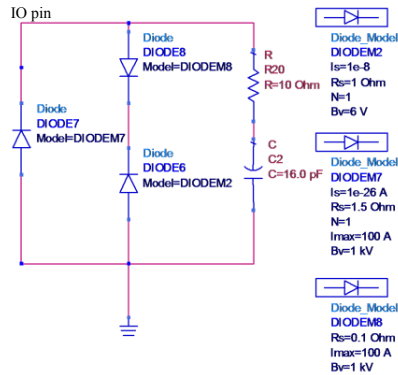 IO pin
Diode
DIODE8
Model=DIODEM8
R
R20
R=10 Ohm
Diode
DIODE7
Model=DIODEM7
Diode
DIODE6
Model=DIODEM2
C
C2
C=16.0 pF
Diode_Model
DIODEM2
Is=1e-8
Rs=1 Ohm
N=1
Bv=6 V
Diode_Model
DIODEM7
Is=1e-26 A
Rs=1.5 Ohm
N=1
Imax=100 A
Bv=1 kV
Diode_Model
DIODEM8
Rs=0.1 Ohm
Imax=100 A
Bv=1 kV